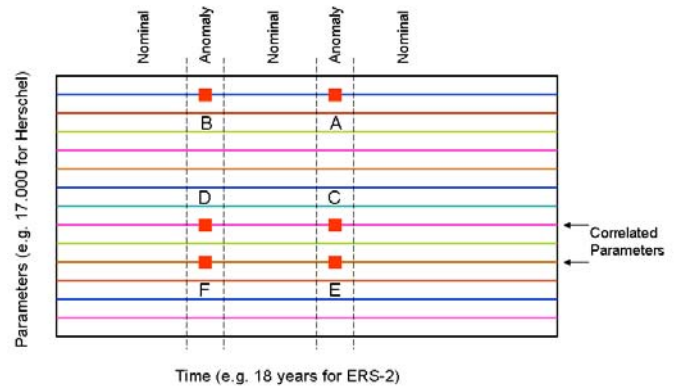 Nominal
Anomaly
Nominal
Anomaly
Nominal
Parameters (e.g. 17.000 for Herschel)
B
A
D
C
Correlated
Parameters
F
E
Time (e.g. 18 years for ERS-2)